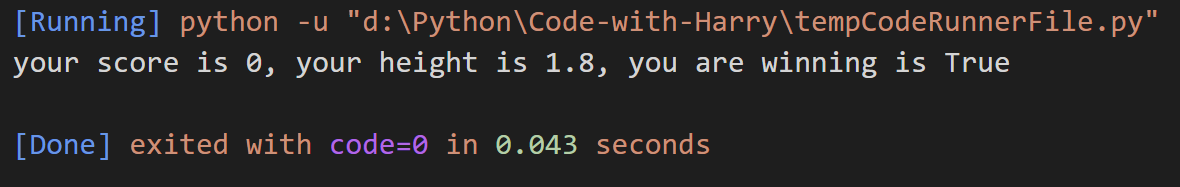 [Running] python -u "d:\Python\Code-with-Harry\tempCodeRunnerFile.py"
your score is 0, your height is 1.8, you are winning is True
[Done] exited with code=0 in 0.043 seconds